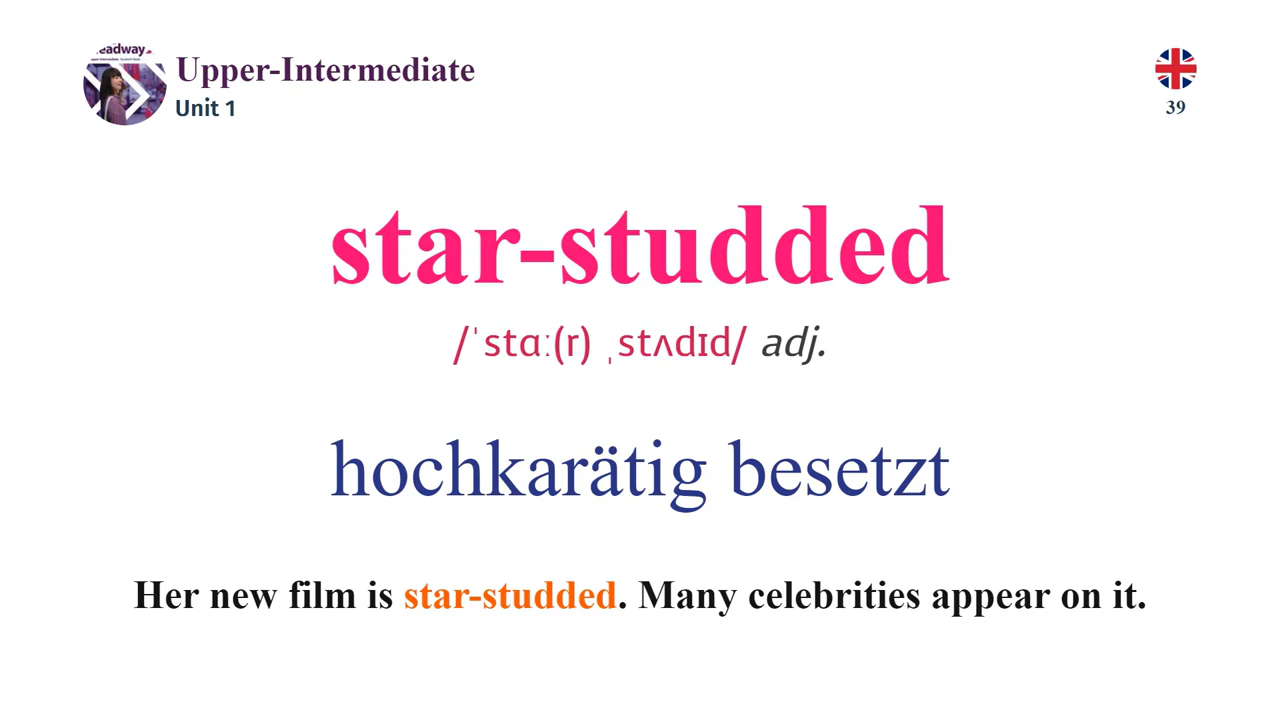 eadway
Upper-Intermediate
Unit 1
39
star-studded
/ˈstɑː(r) ˌstʌdɪd/ adj.
hochkarätig besetzt
Her new film is star-studded. Many celebrities appear on it.